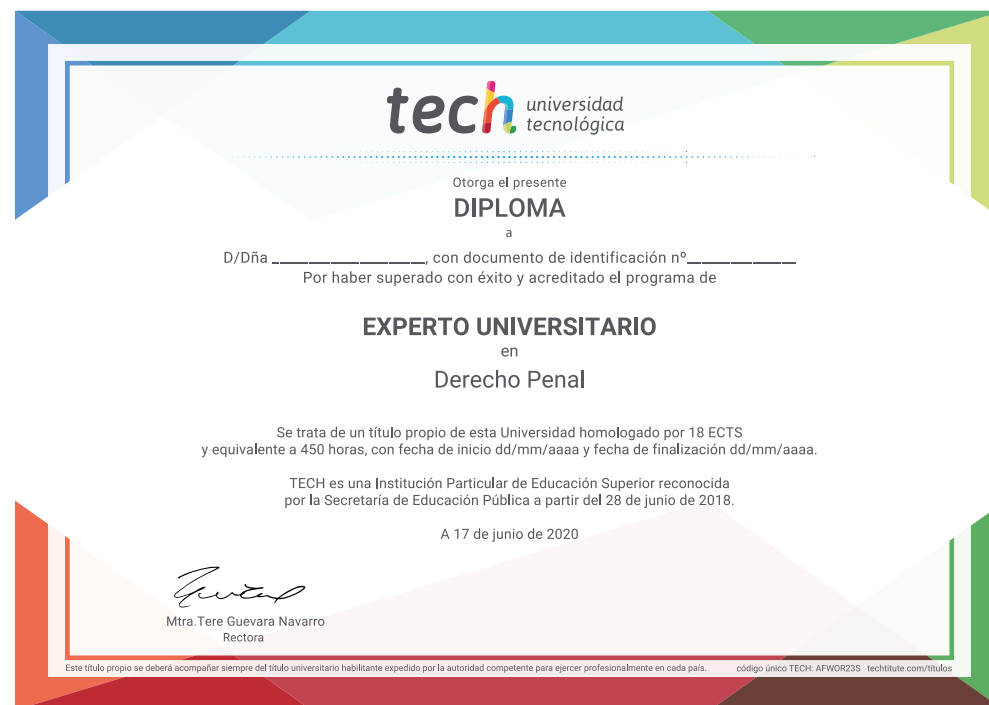 tech universidad
tecnológica
Otorga el presente
DIPLOMA
a
D/Dña ____________________, con documento de identificación nº______________
Por haber superado con éxito y acreditado el programa de
EXPERTO UNIVERSITARIO
en
Derecho Penal
Se trata de un título propio de esta Universidad homologado por 18 ECTS
y equivalente a 450 horas, con fecha de inicio dd/mm/aaaa y fecha de finalización dd/mm/aaaa.
TECH es una Institución Particular de Educación Superior reconocida
por la Secretaría de Educación Pública a partir del 28 de junio de 2018.
A 17 de junio de 2020
Mtra.Tere Guevara Navarro
Rectora
Este título propio se deberá acompañar siempre del título universitario habilitante expedido por la autoridad competente para ejercer profesionalmente en cada país. código único TECH: AFWOR23S techtitute.com/titulos